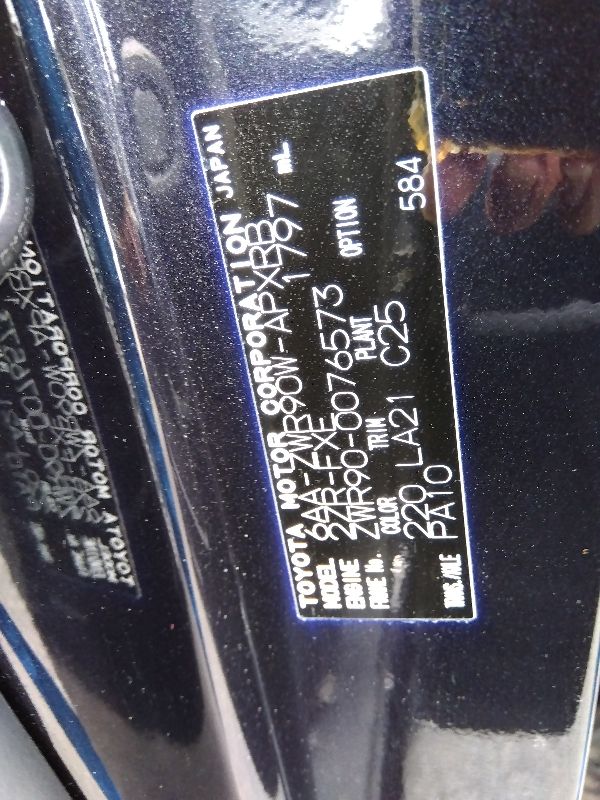 TOYOTA MOTOR CORPORATION JAPAN
MODEL 6AA-ZWR90W-APXRB
ENGINE 2ZR-FXE 1797 mL
FRAME No. ZWR90-0076573
COLOR TRIM PLANT OPTION
220 LA21 C25 584
TRANS./AXLE PA10